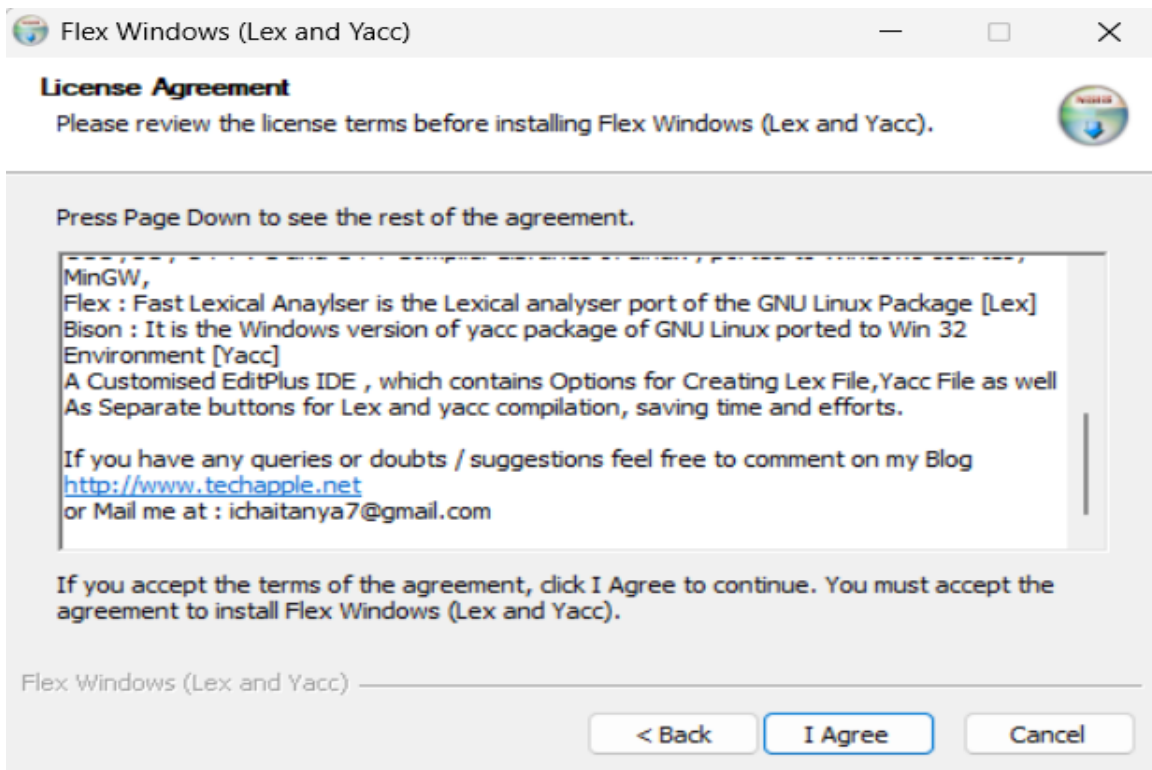 Flex Windows (Lex and Yacc)
License Agreement
Please review the license terms before installing Flex Windows (Lex and Yacc).
Press Page Down to see the rest of the agreement.
MinGW,
Flex : Fast Lexical Anaylser is the Lexical analyser port of the GNU Linux Package [Lex]
Bison : It is the Windows version of yacc package of GNU Linux ported to Win 32
Environment [Yacc]
A Customised EditPlus IDE , which contains Options for Creating Lex File,Yacc File as well
As Separate buttons for Lex and yacc compilation, saving time and efforts.
If you have any queries or doubts / suggestions feel free to comment on my Blog
http://www.techapple.net
or Mail me at : ichaitanya7@gmail.com
If you accept the terms of the agreement, click I Agree to continue. You must accept the
agreement to install Flex Windows (Lex and Yacc).
Flex Windows (Lex and Yacc)
< Back I Agree Cancel